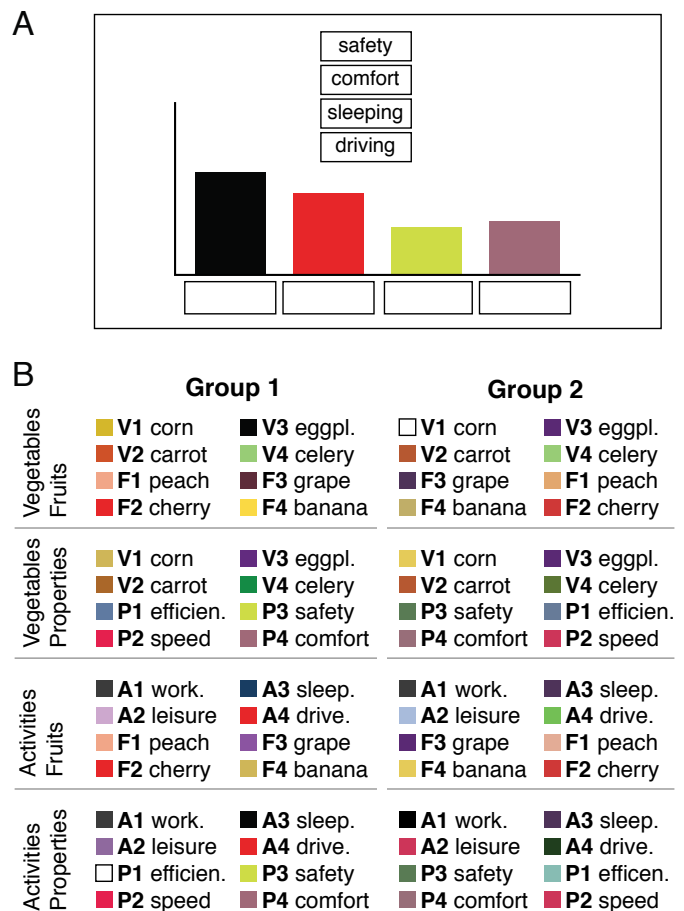 A
safety
comfort
sleeping
driving
B
Group 1 Group 2
Vegetables
Fruits
V1 corn V3 eggpl. V1 corn V3 eggpl.
V2 carrot V4 celery V2 carrot V4 celery
F1 peach F3 grape F3 grape F1 peach
F2 cherry F4 banana F4 banana F2 cherry
Vegetables
Properties
V1 corn V3 eggpl. V1 corn V3 eggpl.
V2 carrot V4 celery V2 carrot V4 celery
P1 efficien. P3 safety P3 safety P1 efficien.
P2 speed P4 comfort P4 comfort P2 speed
Activities
Fruits
A1 work. A3 sleep. A1 work. A3 sleep.
A2 leisure A4 drive. A2 leisure A4 drive.
F1 peach F3 grape F3 grape F1 peach
F2 cherry F4 banana F4 banana F2 cherry
Activities
Properties
A1 work. A3 sleep. A1 work. A3 sleep.
A2 leisure A4 drive. A2 leisure A4 drive.
P1 efficien. P3 safety P3 safety P1 efficen.
P2 speed P4 comfort P4 comfort P2 speed